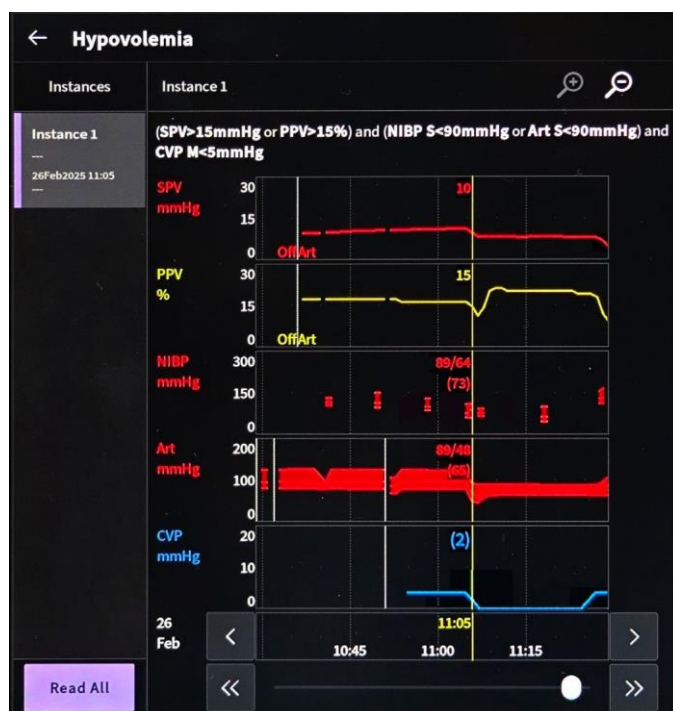 ← Hypovolemia
Instances
Instance 1
Instance 1
---
26Feb2025 11:05
---
(SPV>15mmHg or PPV>15%) and (NIBP S<90mmHg or Art S<90mmHg) and
CVP M<5mmHg
SPV
mmHg
30
15
0
10
OffArt
PPV
%
30
15
0
15
OffArt
NIBP
mmHg
300
150
0
89/64
(73)
Art
mmHg
200
100
0
89/48
(65)
CVP
mmHg
20
10
0
(2)
26
Feb
<
11:05
10:45
11:00
11:15
>
Read All
<<
>>